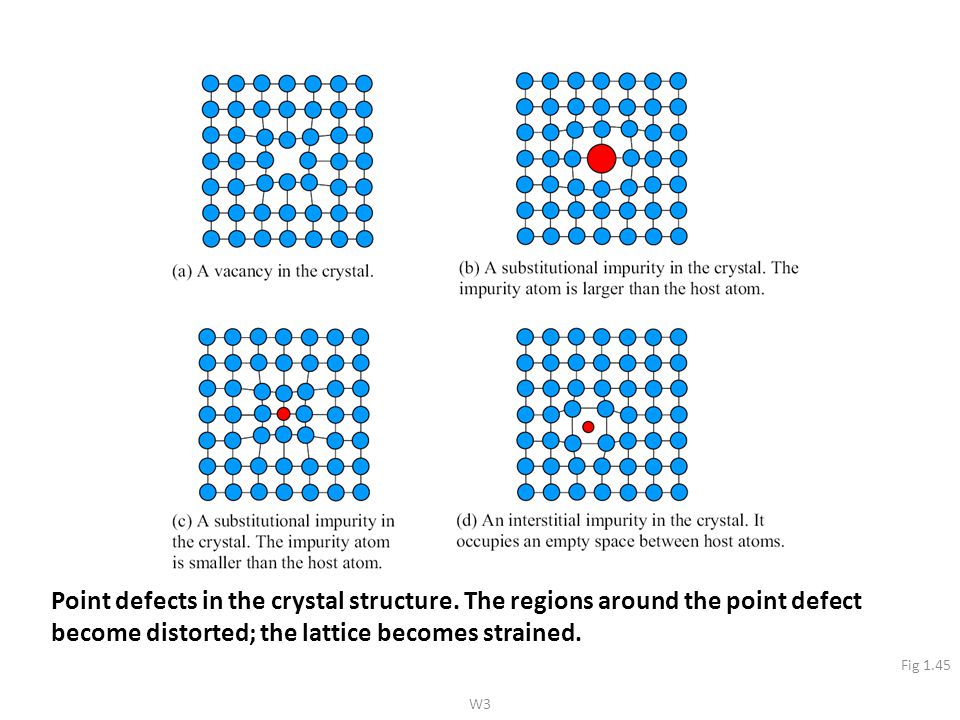 (a) A vacancy in the crystal.
(b) A substitutional impurity in the crystal. The
impurity atom is larger than the host atom.
(c) A substitutional impurity in
the crystal. The impurity atom
is smaller than the host atom.
(d) An interstitial impurity in the crystal. It
occupies an empty space between host atoms.
Point defects in the crystal structure. The regions around the point defect
become distorted; the lattice becomes strained.
Fig 1.45
W3